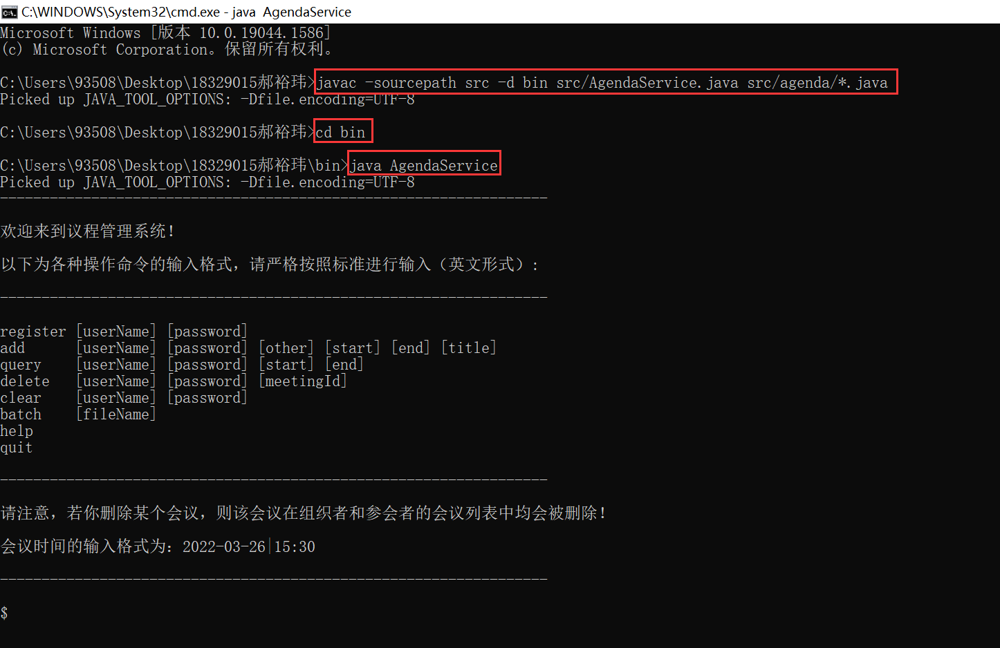 C:\WINDOWS\System32\cmd.exe - java  AgendaService
Microsoft Windows [版本 10.0.19044.1586]
(c) Microsoft Corporation。保留所有权利。
C:\Users\93508\Desktop\18329015郝裕玮>javac -sourcepath src -d bin src/AgendaService.java src/agenda/*.java
Picked up JAVA_TOOL_OPTIONS: -Dfile.encoding=UTF-8
C:\Users\93508\Desktop\18329015郝裕玮>cd bin
C:\Users\93508\Desktop\18329015郝裕玮\bin>java AgendaService
Picked up JAVA_TOOL_OPTIONS: -Dfile.encoding=UTF-8
------------------------------------------------------------------
欢迎来到议程管理系统!
以下为各种操作命令的输入格式，请严格按照标准进行输入（英文形式）:
------------------------------------------------------------------
register [userName] [password]
add      [userName] [password] [other] [start] [end] [title]
query    [userName] [password] [start] [end]
delete   [userName] [password] [meetingId]
clear    [userName] [password]
batch    [fileName]
help
quit
------------------------------------------------------------------
请注意，若你删除某个会议，则该会议在组织者和参会者的会议列表中均会被删除!
会议时间的输入格式为：2022-03-26|15:30
------------------------------------------------------------------
$